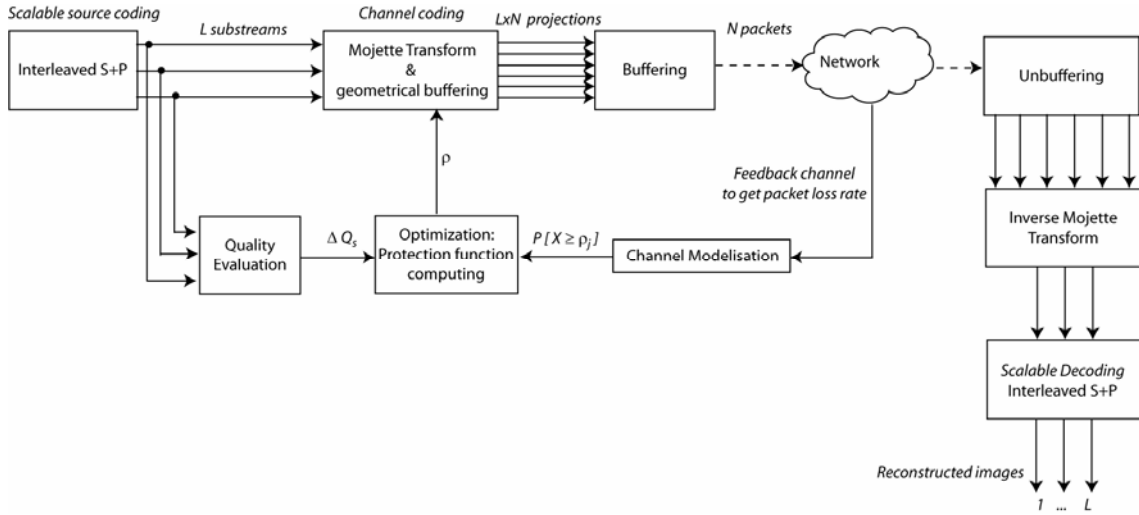 Scalable source coding
L substreams
Channel coding
LxN projections
N packets
Interleaved S+P
Mojette Transform
&
geometrical buffering
Buffering
Network
Unbuffering
ρ
Feedback channel
to get packet loss rate
Quality
Evaluation
Δ Qs
Optimization:
Protection function
computing
P [ X ≥ ρj ]
Channel Modelisation
Inverse Mojette
Transform
Scalable Decoding
Interleaved S+P
Reconstructed images
1 ... L